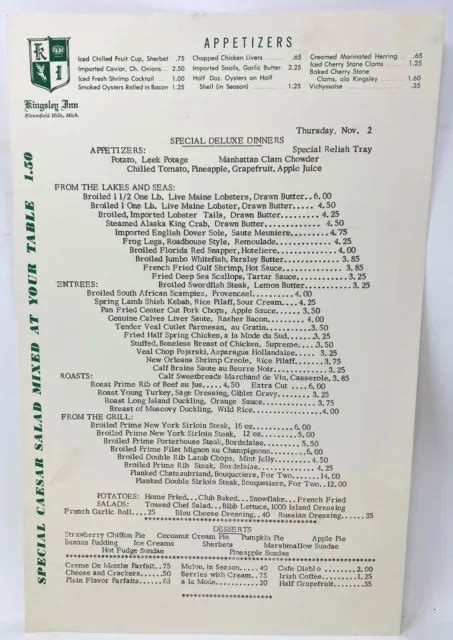 K I
Kingsley Inn
Bloomfield Hills, Mich.
APPETIZERS
Iced Chilled Fruit Cup, Sherbet .75
Imported Caviar, Ch. Onions . 2.50
Iced Fresh Shrimp Cocktail 1.00
Smoked Oysters Rolled in Bacon 1.25
Chopped Chicken Livers .65
Imported Snails, Garlic Butter . 2.25
Half Doz. Oysters on Half
Shell (in Season) 1.25
Creamed Marinated Herring . .65
Iced Cherry Stone Clams 1.25
Baked Cherry Stone
Clams, ala Kingsley 1.60
Vichyssoise .35
SPECIAL CAESAR SALAD MIXED AT YOUR TABLE 1.50
Thursday, Nov. 2
SPECIAL DELUXE DINNERS
APPETIZERS: Special Relish Tray
Potato, Leek Potage Manhattan Clam Chowder
Chilled Tomato, Pineapple, Grapefruit, Apple Juice
FROM THE LAKES AND SEAS:
Broiled 1 1/2 One Lb. Live Maine Lobsters, Drawn Butter...6.00
Broiled 1 One Lb. Live Maine Lobster, Drawn Butter..... 4.50
Broiled, Imported Lobster Tails, Drawn Butter......... 4.25
Steamed Alaska King Crab, Drawn Butter............. 4.50
Imported English Dover Sole, Saute Meuniere........4.75
Frog Legs, Roadhouse Style, Remoulade......... 4.25
Broiled Florida Red Snapper, Hoteliere....... 4.00
Broiled Jumbo Whitefish, Parsley Butter...... 3.85
French Fried Gulf Shrimp, Hot Sauce....... 3.85
Fried Deep Sea Scallops, Tartar Sauce..... 3.25
Broiled Swordfish Steak, Lemon Butter..... 3.25
ENTREES:
Broiled South African Scampies, Provencael.......... 4.00
Spring Lamb Shish Kebab, Rice Pilaff, Sour Cream.... 4.25
Pan Fried Center Cut Pork Chops, Apple Sauce...... 3.50
Genuine Calves Liver Saute, Rasher Bacon........ 4.00
Tender Veal Cutlet Parmesan, au Gratin..........3.50
Fried Half Spring Chicken, a la Mode du Sud..... 3.25
Stuffed, Boneless Breast of Chicken, Supreme....3.50
Veal Chop Pojarski, Asparagus Hollandaise..... 3.25
New Orleans Shrimp Creole, Rice Pilaff.....3.75
Calf Brains Saute au Beurre Noir........ 3.25
Calf Sweetbreads Marchand de Vin, Casserole. 3.85
ROASTS:
Roast Prime Rib of Beef au Jus.....4.50 Extra Cut .... 6.00
Roast Young Turkey, Sage Dressing, Giblet Gravy....... 3.25
Roast Long Island Duckling, Orange Sauce.......... 3.75
Breast of Muscovy Duckling, Wild Rice............4.00
FROM THE GRILL:
Broiled Prime New York Sirloin Steak, 16 oz..........6.00
Broiled Prime New York Sirloin Steak, 12 oz........ 5.00
Broiled Prime Porterhouse Steak, Bordelaise......... 5.50
Broiled Prime Filet Mignon au Champignons......... 6.00
Broiled Double Rib Lamb Chops, Mint Jelly........ 4.50
Broiled Prime Rib Steak, Bordelaise.......... 4.25
Planked Chateaubriand, Bouquetiere, For Two.......14.00
Planked Double Sirloin Steak, Bouquetiere, For Two.12.00
POTATOES: Home Fried... Club Baked...Snowflake... French Fried
SALADS: Tossed Chef Salad... Bibb Lettuce, 1000 Island Dressing
French Garlic Roll....25 Bleu Cheese Dressing..40 Russian Dressing.....35
DESSERTS
Strawberry Chiffon Pie Cocoanut Cream Pie Pumpkin Pie Apple Pie
Banana Pudding Ice Creams Sherbets Marshmallow Sundae
Hot Fudge Sundae Pineapple Sundae
Creme De Menthe Parfait..75 Melon, in Season..40 Cafe Diablo .. 2.00
Cheese and Crackers.....50 Berries with Cream...75 Irish Coffee......1.25
Plain Flavor Parfaits.....65 a la Mode..........20 Half Grapefruit.....35